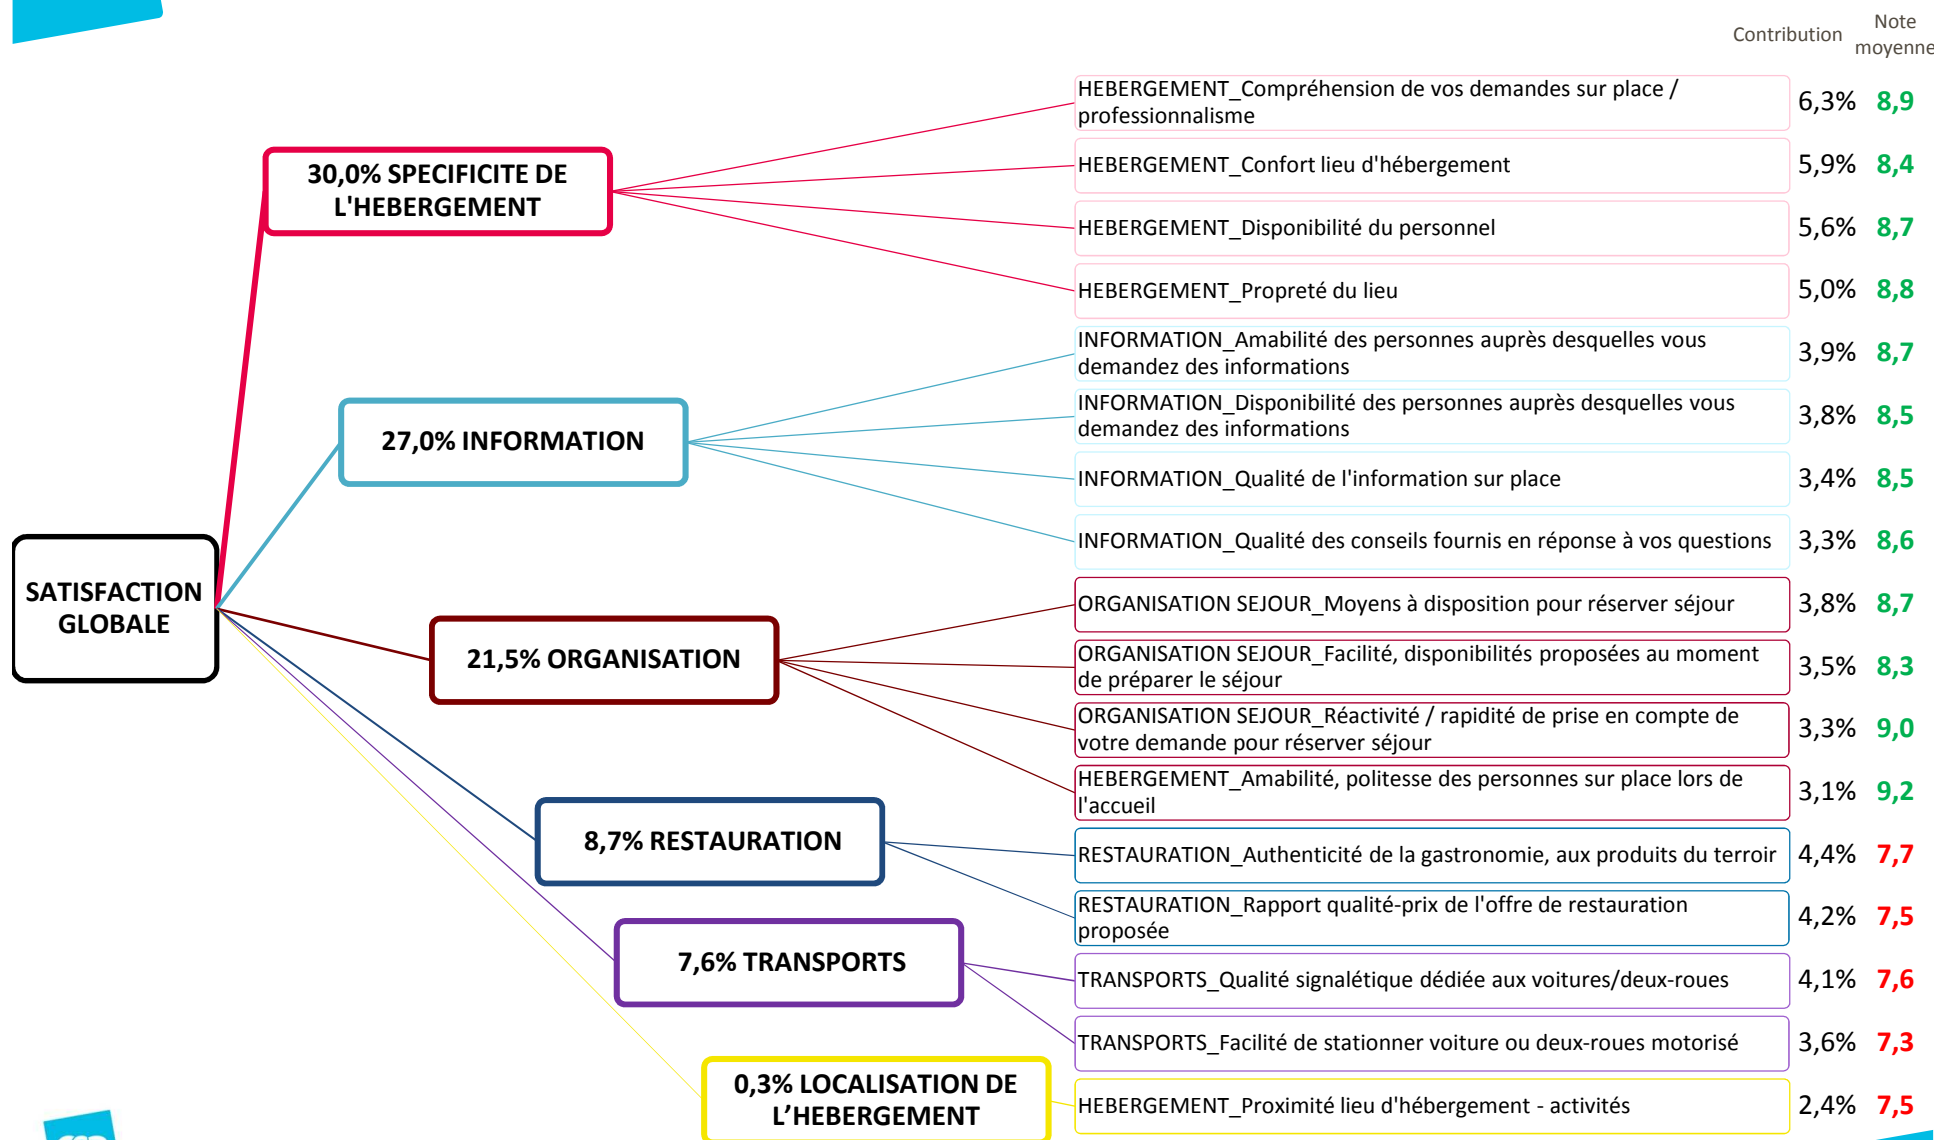 Contribution
Note
moyenne
HEBERGEMENT_Compréhension de vos demandes sur place /
professionnalisme
6,3% 8,9
30,0% SPECIFICITE DE
L'HEBERGEMENT
HEBERGEMENT_Confort lieu d'hébergement
5,9% 8,4
HEBERGEMENT_Disponibilité du personnel
5,6% 8,7
HEBERGEMENT_Propreté du lieu
5,0% 8,8
INFORMATION_Amabilité des personnes auprès desquelles vous
demandez des informations
3,9% 8,7
27,0% INFORMATION
INFORMATION_Disponibilité des personnes auprès desquelles vous
demandez des informations
3,8% 8,5
INFORMATION_Qualité de l'information sur place
3,4% 8,5
INFORMATION_Qualité des conseils fournis en réponse à vos questions
3,3% 8,6
SATISFACTION
GLOBALE
ORGANISATION SEJOUR_Moyens à disposition pour réserver séjour
3,8% 8,7
21,5% ORGANISATION
ORGANISATION SEJOUR_Facilité, disponibilités proposées au moment
de préparer le séjour
3,5% 8,3
ORGANISATION SEJOUR_Réactivité / rapidité de prise en compte de
votre demande pour réserver séjour
3,3% 9,0
HEBERGEMENT_Amabilité, politesse des personnes sur place lors de
l'accueil
3,1% 9,2
8,7% RESTAURATION
RESTAURATION_Authenticité de la gastronomie, aux produits du terroir
4,4% 7,7
RESTAURATION_Rapport qualité-prix de l'offre de restauration
proposée
4,2% 7,5
7,6% TRANSPORTS
TRANSPORTS_Qualité signalétique dédiée aux voitures/deux-roues
4,1% 7,6
TRANSPORTS_Facilité de stationner voiture ou deux-roues motorisé
3,6% 7,3
0,3% LOCALISATION DE
L’HEBERGEMENT
HEBERGEMENT_Proximité lieu d'hébergement - activités
2,4% 7,5